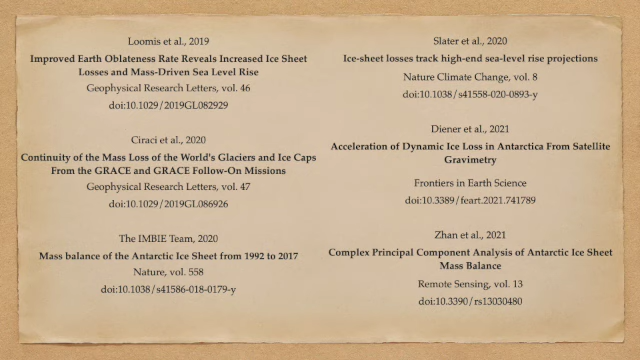 Loomis et al., 2019
Improved Earth Oblateness Rate Reveals Increased Ice Sheet
Losses and Mass-Driven Sea Level Rise
Geophysical Research Letters, vol. 46
doi:10.1029/2019GL082929
Ciraci et al., 2020
Continuity of the Mass Loss of the World's Glaciers and Ice Caps
From the GRACE and GRACE Follow-On Missions
Geophysical Research Letters, vol. 47
doi:10.1029/2019GL086926
The IMBIE Team, 2020
Mass balance of the Antarctic Ice Sheet from 1992 to 2017
Nature, vol. 558
doi:10.1038/s41586-018-0179-y
Slater et al., 2020
Ice-sheet losses track high-end sea-level rise projections
Nature Climate Change, vol. 8
doi:10.1038/s41558-020-0893-y
Diener et al., 2021
Acceleration of Dynamic Ice Loss in Antarctica From Satellite
Gravimetry
Frontiers in Earth Science
doi:10.3389/feart.2021.741789
Zhan et al., 2021
Complex Principal Component Analysis of Antarctic Ice Sheet
Mass Balance
Remote Sensing, vol. 13
doi:10.3390/rs13030480